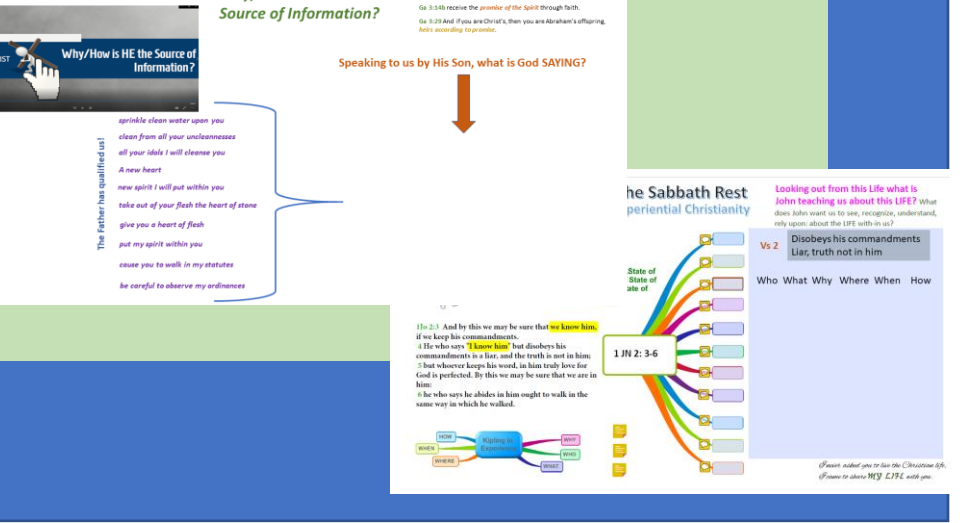 Source of Information?
Ga 3:14b receive the promise of the Spirit through faith.
Ga 3:29 And if you are Christ's, then you are Abraham's offspring,
heirs according to promise.
Why/How is HE the Source of
Information?
Speaking to us by His Son, what is God SAYING?
The Father has qualified us!
sprinkle clean water upon you
clean from all your uncleannesses
all your idols I will cleanse you
A new heart
new spirit I will put within you
take out of your flesh the heart of stone
give you a heart of flesh
put my spirit within you
cause you to walk in my statutes
be careful to observe my ordinances
he Sabbath Rest
periential Christianity
Looking out from this Life what is
John teaching us about this LIFE? What
does John want us to see, recognize, understand,
rely upon: about the LIFE with-in us?
Vs 2
Disobeys his commandments
Liar, truth not in him
Who What Why Where When How
State of
State of
ate of
1 JN 2: 3-6
1Jo 2:3 And by this we may be sure that we know him,
if we keep his commandments.
4 He who says "I know him" but disobeys his
commandments is a liar, and the truth is not in him;
5 but whoever keeps his word, in him truly love for
God is perfected. By this we may be sure that we are in
him:
6 he who says he abides in him ought to walk in the
same way in which he walked.
HOW
WHEN
WHERE
Kipling in
Experience
WHY
WHO
WHAT
I never asked you to live the Christian life,
I came to share MY LIFE with you.